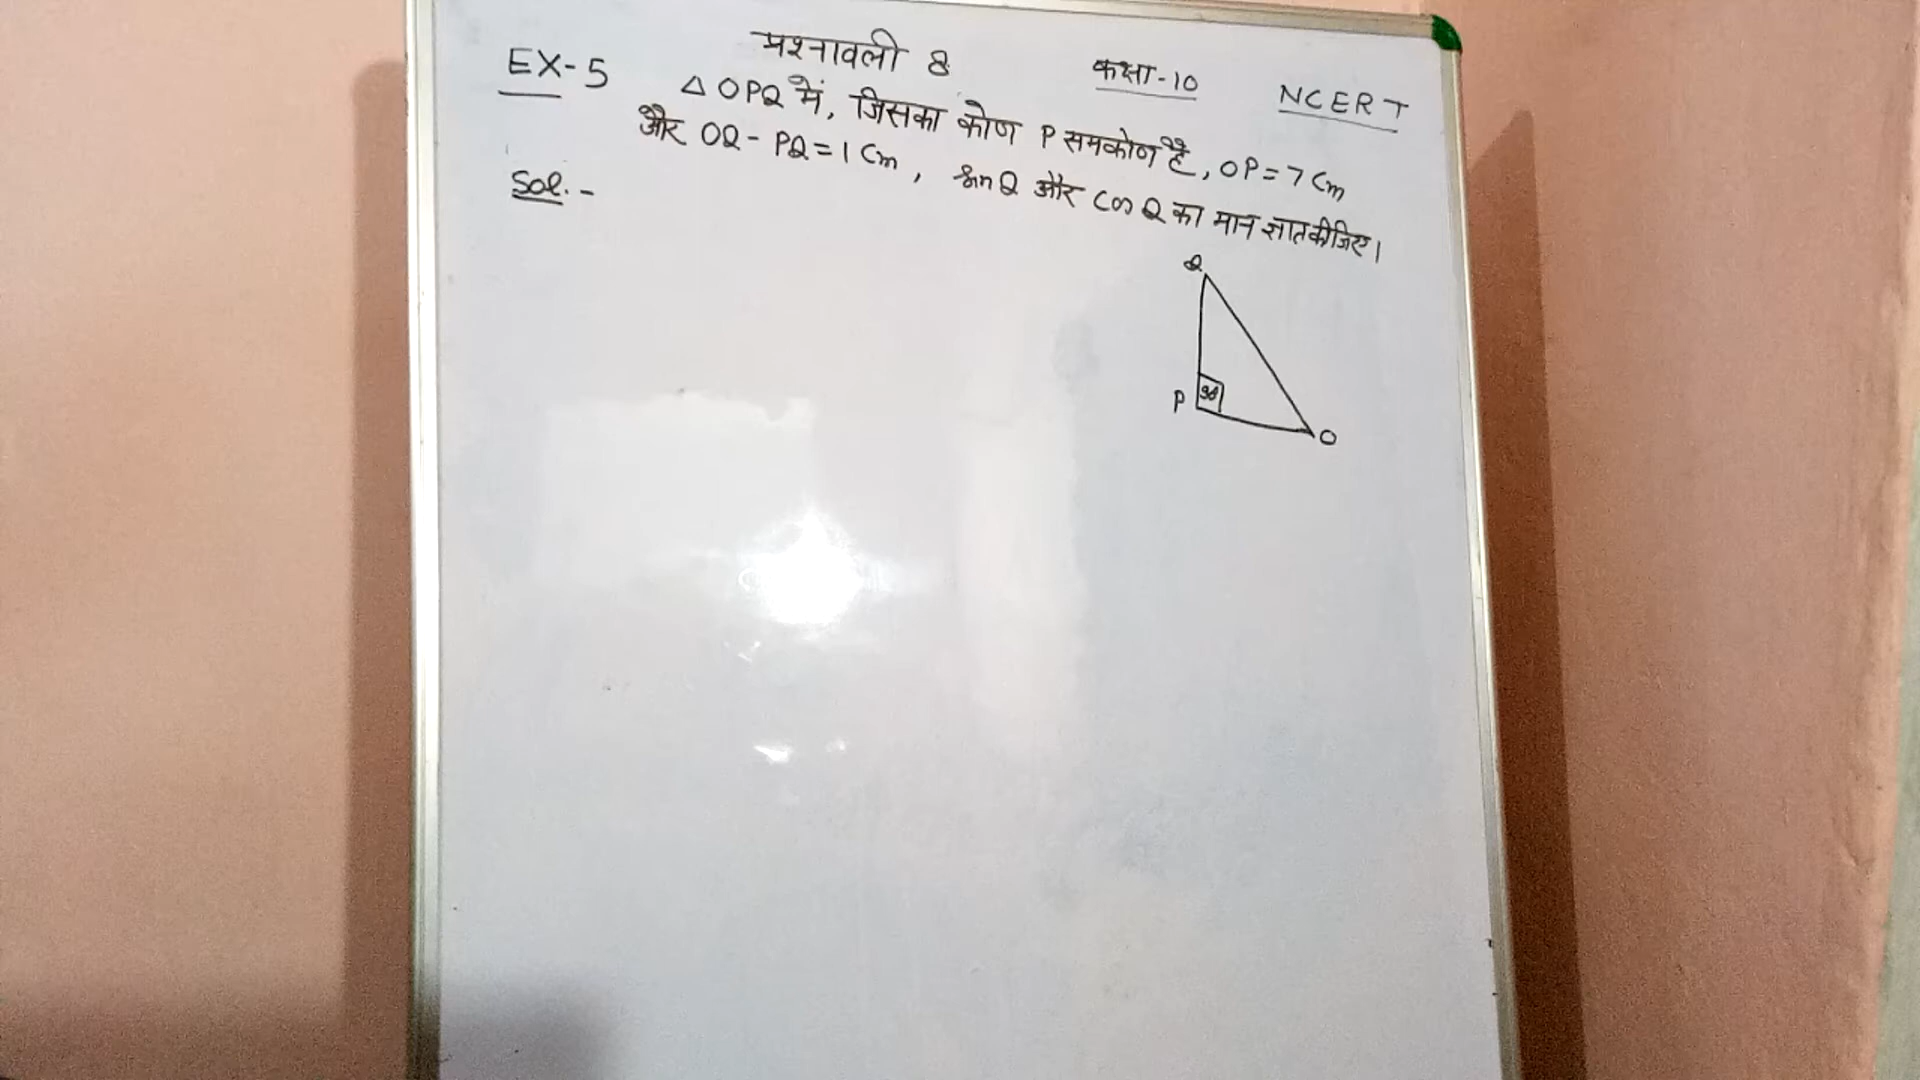 प्रश्नावली 8 कक्षा-10 NCERT
EX-5 △ OPQ में, जिसका कोण P समकोण है, OP = 7 Cm
और OQ - PQ = 1 Cm, sin Q और Cos Q का मान ज्ञात कीजिए।
Sol. -
Q
90°
P
O